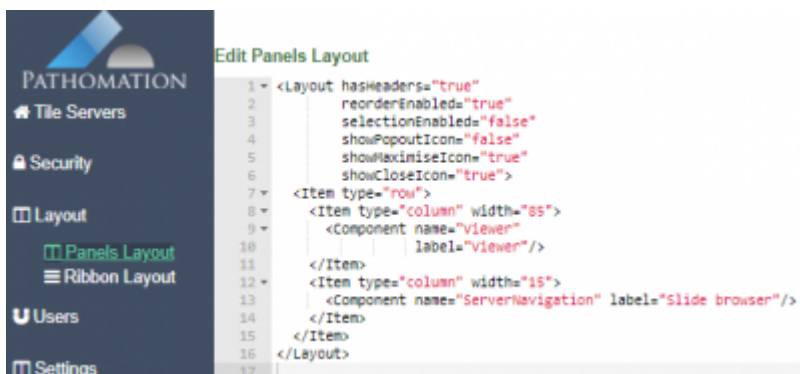 PATHOMATION
Tile Servers
Security
Layout
Panels Layout
Ribbon Layout
Users
Settings
Edit Panels Layout
1 <Layout hasHeaders="true"
2 reorderEnabled="true"
3 selectionEnabled="false"
4 showPopoutIcon="false"
5 showMaximiseIcon="true"
6 showCloseIcon="true">
7 <Item type="row">
8 <Item type="column" width="85">
9 <Component name="Viewer"
10 label="Viewer"/>
11 </Item>
12 <Item type="column" width="15">
13 <Component name="ServerNavigation" label="Slide browser"/>
14 </Item>
15 </Item>
16 </Layout>
17